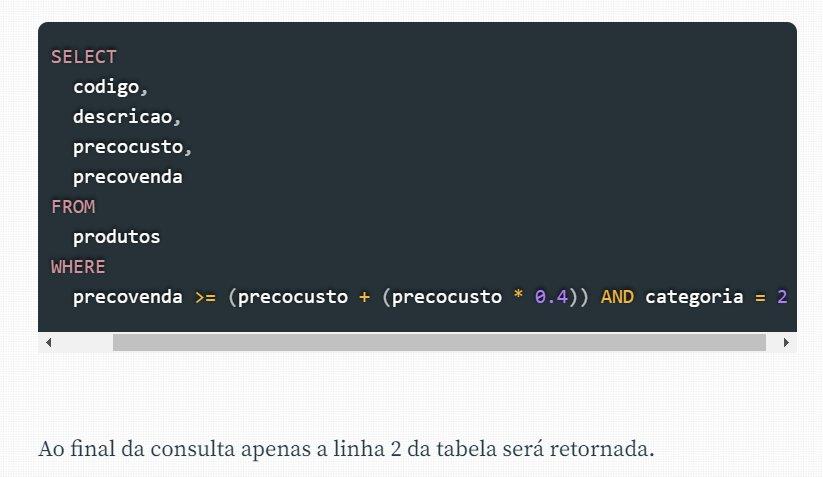 SELECT
codigo,
descricao,
precocusto,
precovenda
FROM
produtos
WHERE
precovenda >= (precocusto + (precocusto * 0.4)) AND categoria = 2
Ao final da consulta apenas a linha 2 da tabela será retornada.